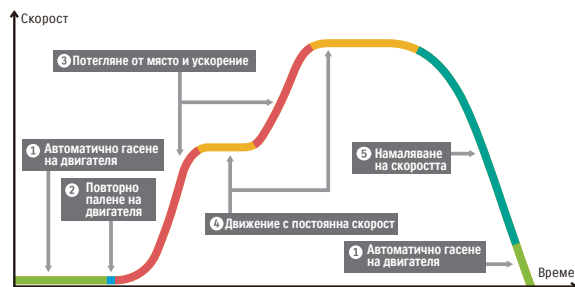 Скорост
3 Потегляне от място и ускорение
1 Автоматично гасене
на двигателя
2 Повторно
палене на
двигателя
5 Намаляване
на скоростта
4 Движение с постоянна скорост
1 Автоматично гасене
на двигателя
Време